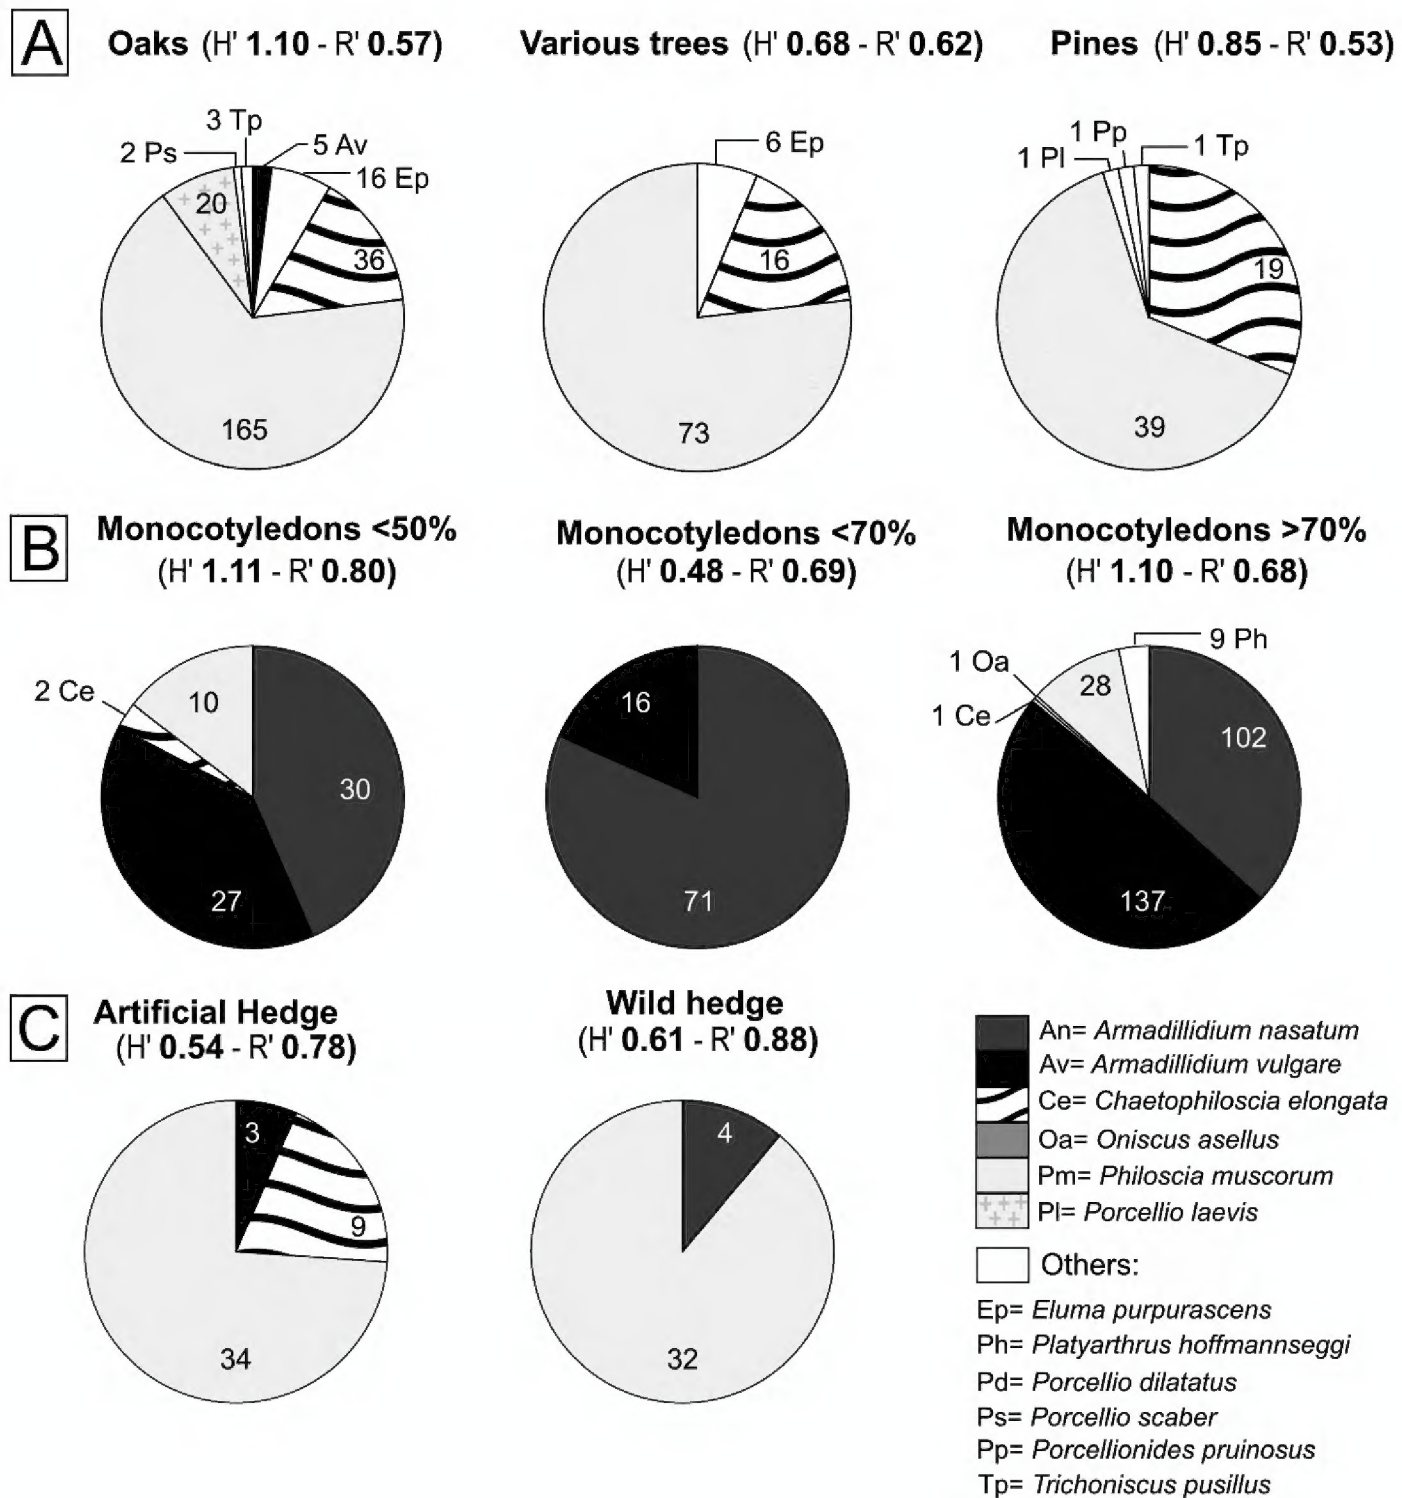 A
Oaks (H' 1.10 - R' 0.57)
Various trees (H' 0.68 - R' 0.62)
Pines (H' 0.85 - R' 0.53)
3 Tp
2 Ps
5 Av
16 Ep
20
36
165
6 Ep
16
73
1 Pp
1 Pl
1 Tp
19
39
B
Monocotyledons <50%
(H' 1.11 - R' 0.80)
Monocotyledons <70%
(H' 0.48 - R' 0.69)
Monocotyledons >70%
(H' 1.10 - R' 0.68)
2 Ce
10
30
27
16
71
9 Ph
1 Oa
28
1 Ce
102
137
C
Artificial Hedge
(H' 0.54 - R' 0.78)
Wild hedge
(H' 0.61 - R' 0.88)
3
9
34
4
32
An= Armadillidium nasatum
Av= Armadillidium vulgare
Ce= Chaetophiloscia elongata
Oa= Oniscus asellus
Pm= Philoscia muscorum
Pl= Porcellio laevis
Others:
Ep= Eluma purpurascens
Ph= Platyarthrus hoffmannseggi
Pd= Porcellio dilatatus
Ps= Porcellio scaber
Pp= Porcellionides pruinosus
Tp= Trichoniscus pusillus